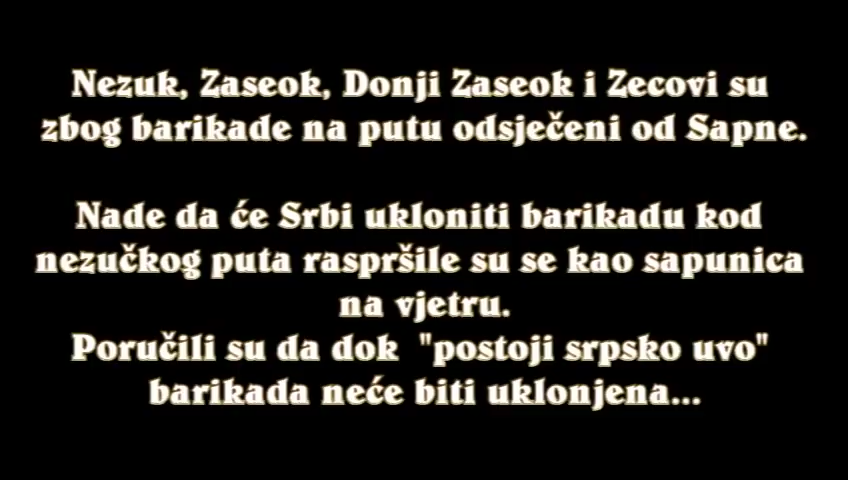 Nezuk, Zaseok, Donji Zaseok i Zecovi su
zbog barikade na putu odsječeni od Sapne.
Nade da će Srbi ukloniti barikadu kod
nezučkog puta raspršile su se kao sapunica
na vjetru.
Poručili su da dok "postoji srpsko uvo"
barikada neće biti uklonjena...